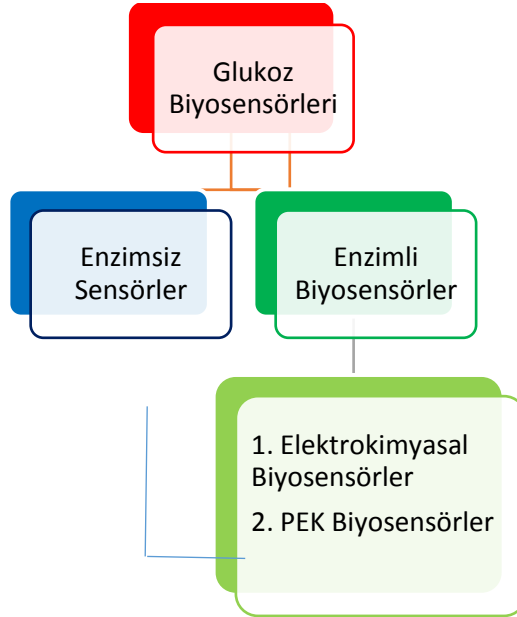 Glukoz
Biyosensörleri
Enzimsiz
Sensörler
Enzimli
Biyosensörler
1. Elektrokimyasal
Biyosensörler
2. PEK Biyosensörler